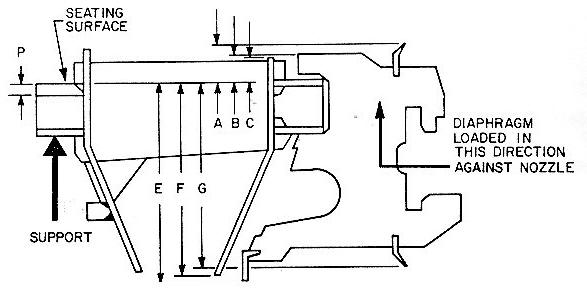 SEATING
SURFACE
P
A B C
E F G
SUPPORT
DIAPHRAGM
LOADED IN
THIS DIRECTION
AGAINST NOZZLE